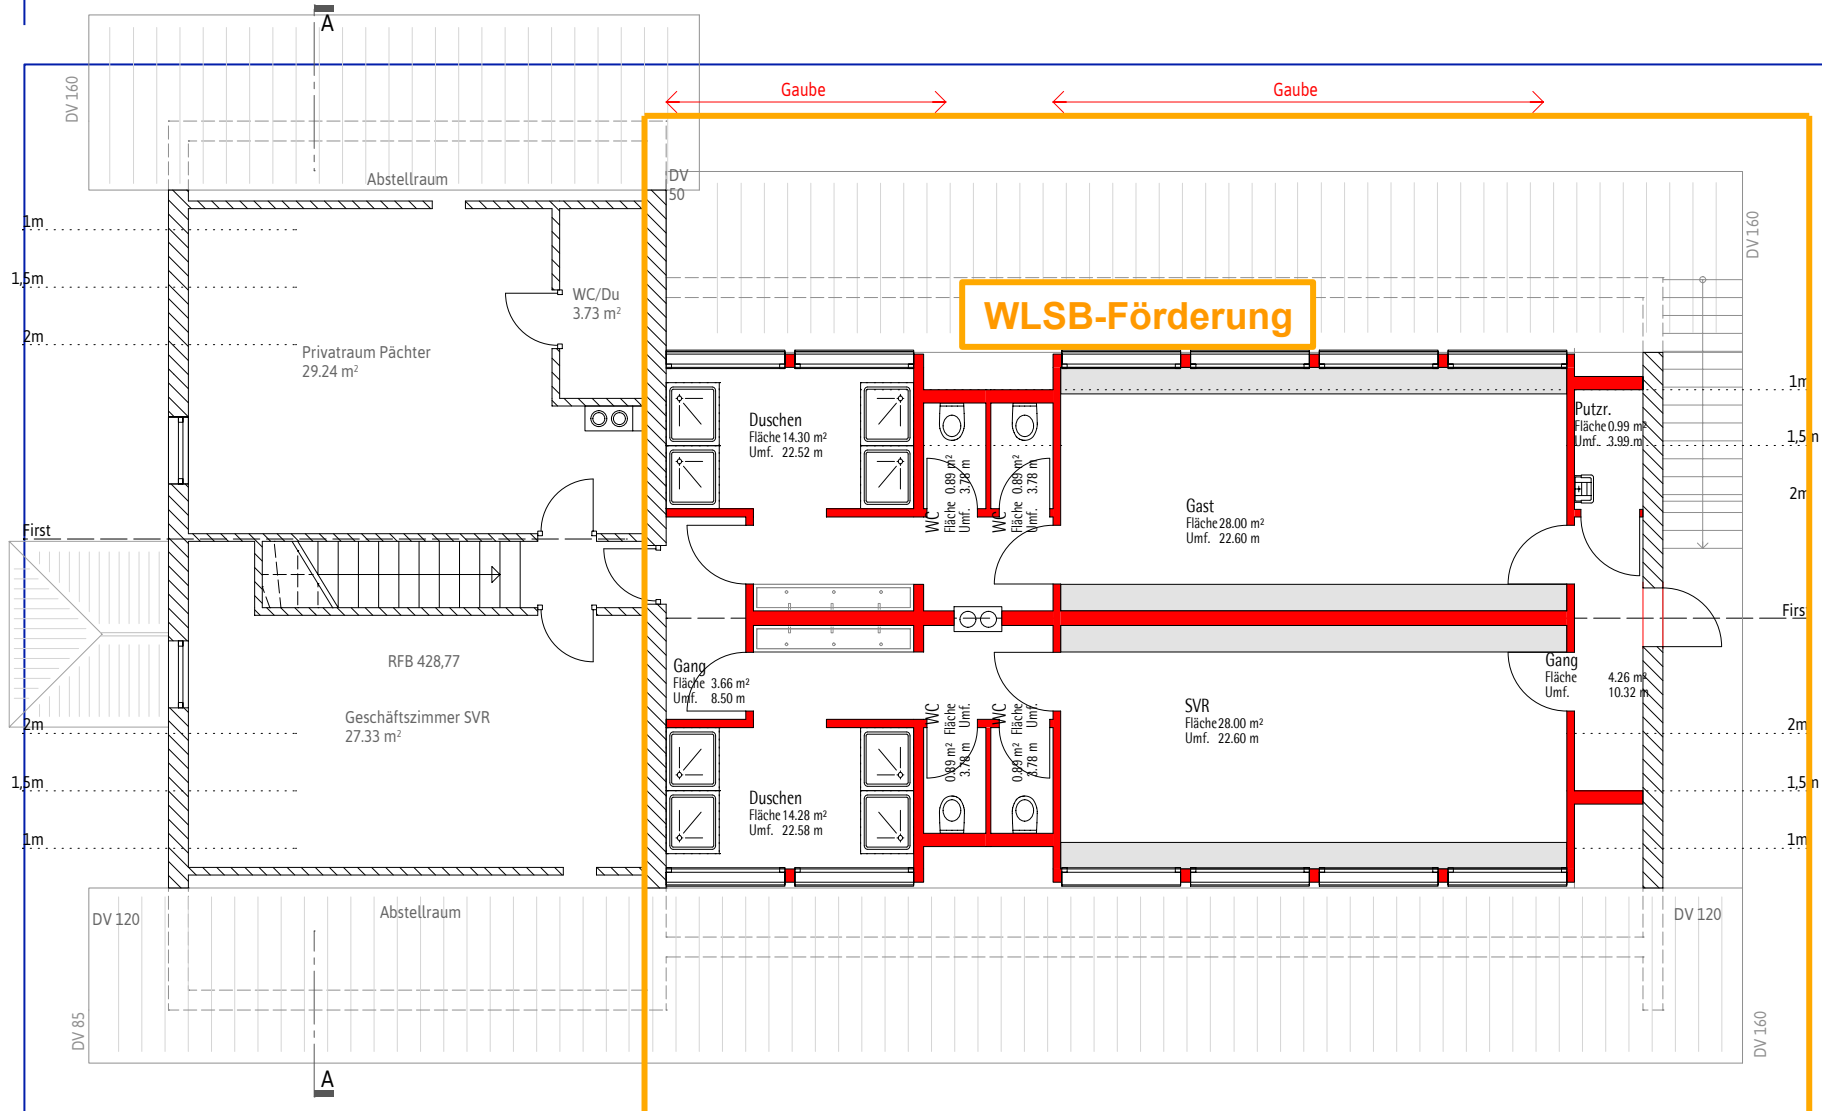 A
Gaube
Gaube
DV 160
Abstellraum
DV
50
DV 160
1m
1,5m
2m
WC/Du
3.73 m²
Privatraum Pächter
29.24 m²
WLSB-Förderung
1m
1,5m
2m
Duschen
Fläche 14.30 m²
Umf. 22.52 m
WC
Fläche 0.89 m²
Umf. 3.78 m
WC
Fläche 0.89 m²
Umf. 3.78 m
Gast
Fläche 28.00 m²
Umf. 22.60 m
Putzr.
Fläche 0.99 m²
Umf. 3.99 m
First
First
RFB 428,77
Geschäftszimmer SVR
27.33 m²
Gang
Fläche 3.66 m²
Umf. 8.50 m
WC
Fläche 0.89 m²
Umf. 3.78 m
WC
Fläche 0.89 m²
Umf. 3.78 m
SVR
Fläche 28.00 m²
Umf. 22.60 m
Gang
Fläche 4.26 m²
Umf. 10.32 m
2m
1,5m
1m
2m
1,5m
1m
Duschen
Fläche 14.28 m²
Umf. 22.58 m
DV 120
Abstellraum
DV 120
DV 85
DV 160
A